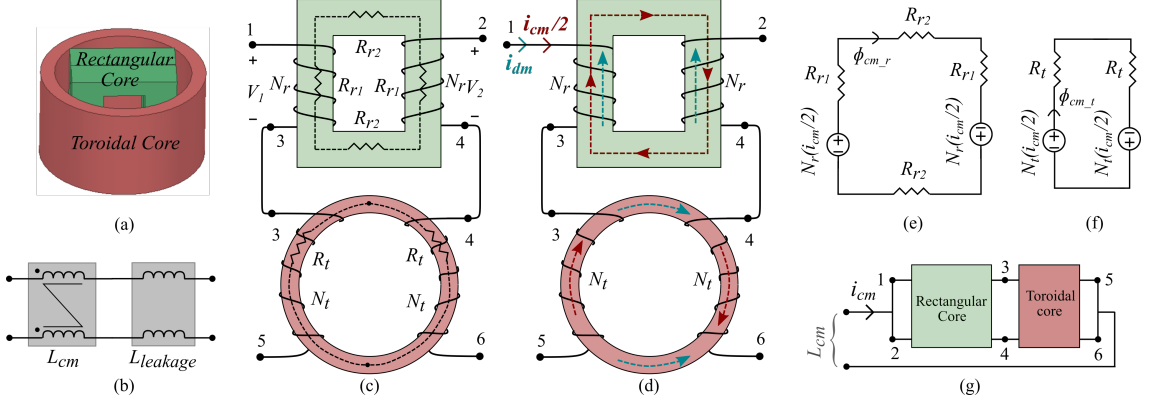 Rectangular
Core
Toroidal Core
(a)
L_cm
L_leakage
(b)
1
2
+
+
V_1
N_r
R_r1
R_r2
R_r1
N_r
V_2
R_r2
−
−
3
4
3
4
R_t
R_t
N_t
N_t
5
6
(c)
1
i_cm/2
i_dm
2
N_r
N_r
3
4
3
4
N_t
N_t
5
6
(d)
R_r2
ϕ_cm_r
R_r1
R_r1
N_r(i_cm/2)
N_r(i_cm/2)
R_r2
(e)
R_t
R_t
ϕ_cm_t
N_t(i_cm/2)
N_t(i_cm/2)
(f)
i_cm
L_cm
1
2
Rectangular
Core
3
4
Toroidal
core
5
6
(g)